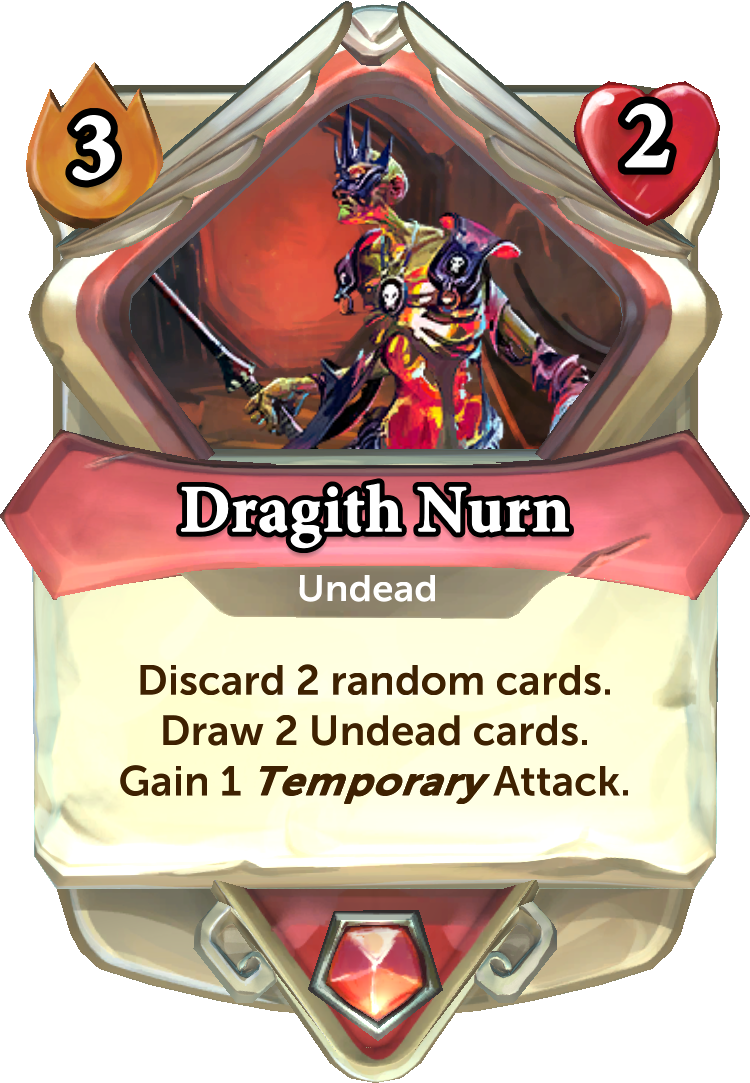 3
2
Dragith Nurn
Undead
Discard 2 random cards.
Draw 2 Undead cards.
Gain 1 Temporary Attack.